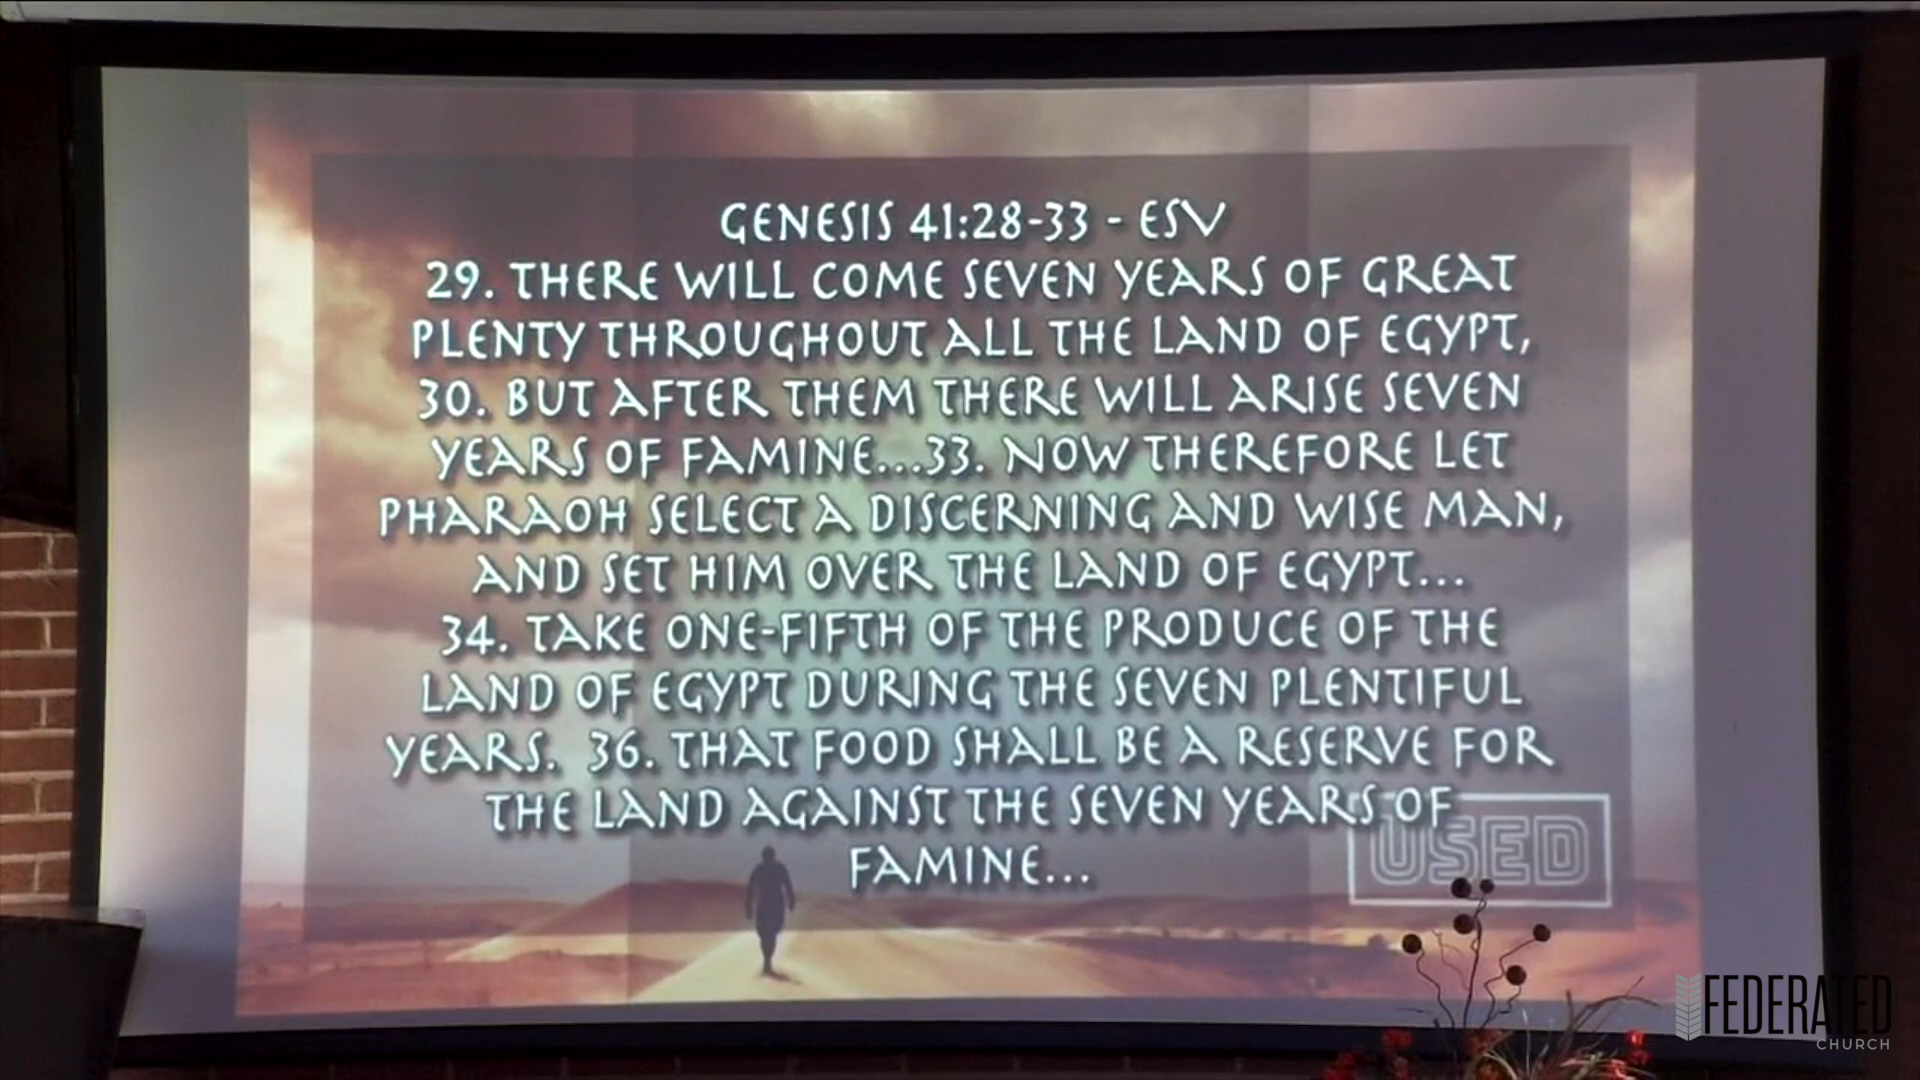 GENESIS 41:28-33 - ESV
29. THERE WILL COME SEVEN YEARS OF GREAT
PLENTY THROUGHOUT ALL THE LAND OF EGYPT,
30. BUT AFTER THEM THERE WILL ARISE SEVEN
YEARS OF FAMINE...33. NOW THEREFORE LET
PHARAOH SELECT A DISCERNING AND WISE MAN,
AND SET HIM OVER THE LAND OF EGYPT...
34. TAKE ONE-FIFTH OF THE PRODUCE OF THE
LAND OF EGYPT DURING THE SEVEN PLENTIFUL
YEARS.  36. THAT FOOD SHALL BE A RESERVE FOR
THE LAND AGAINST THE SEVEN YEARS OF
FAMINE...
USED
FEDERATED
CHURCH